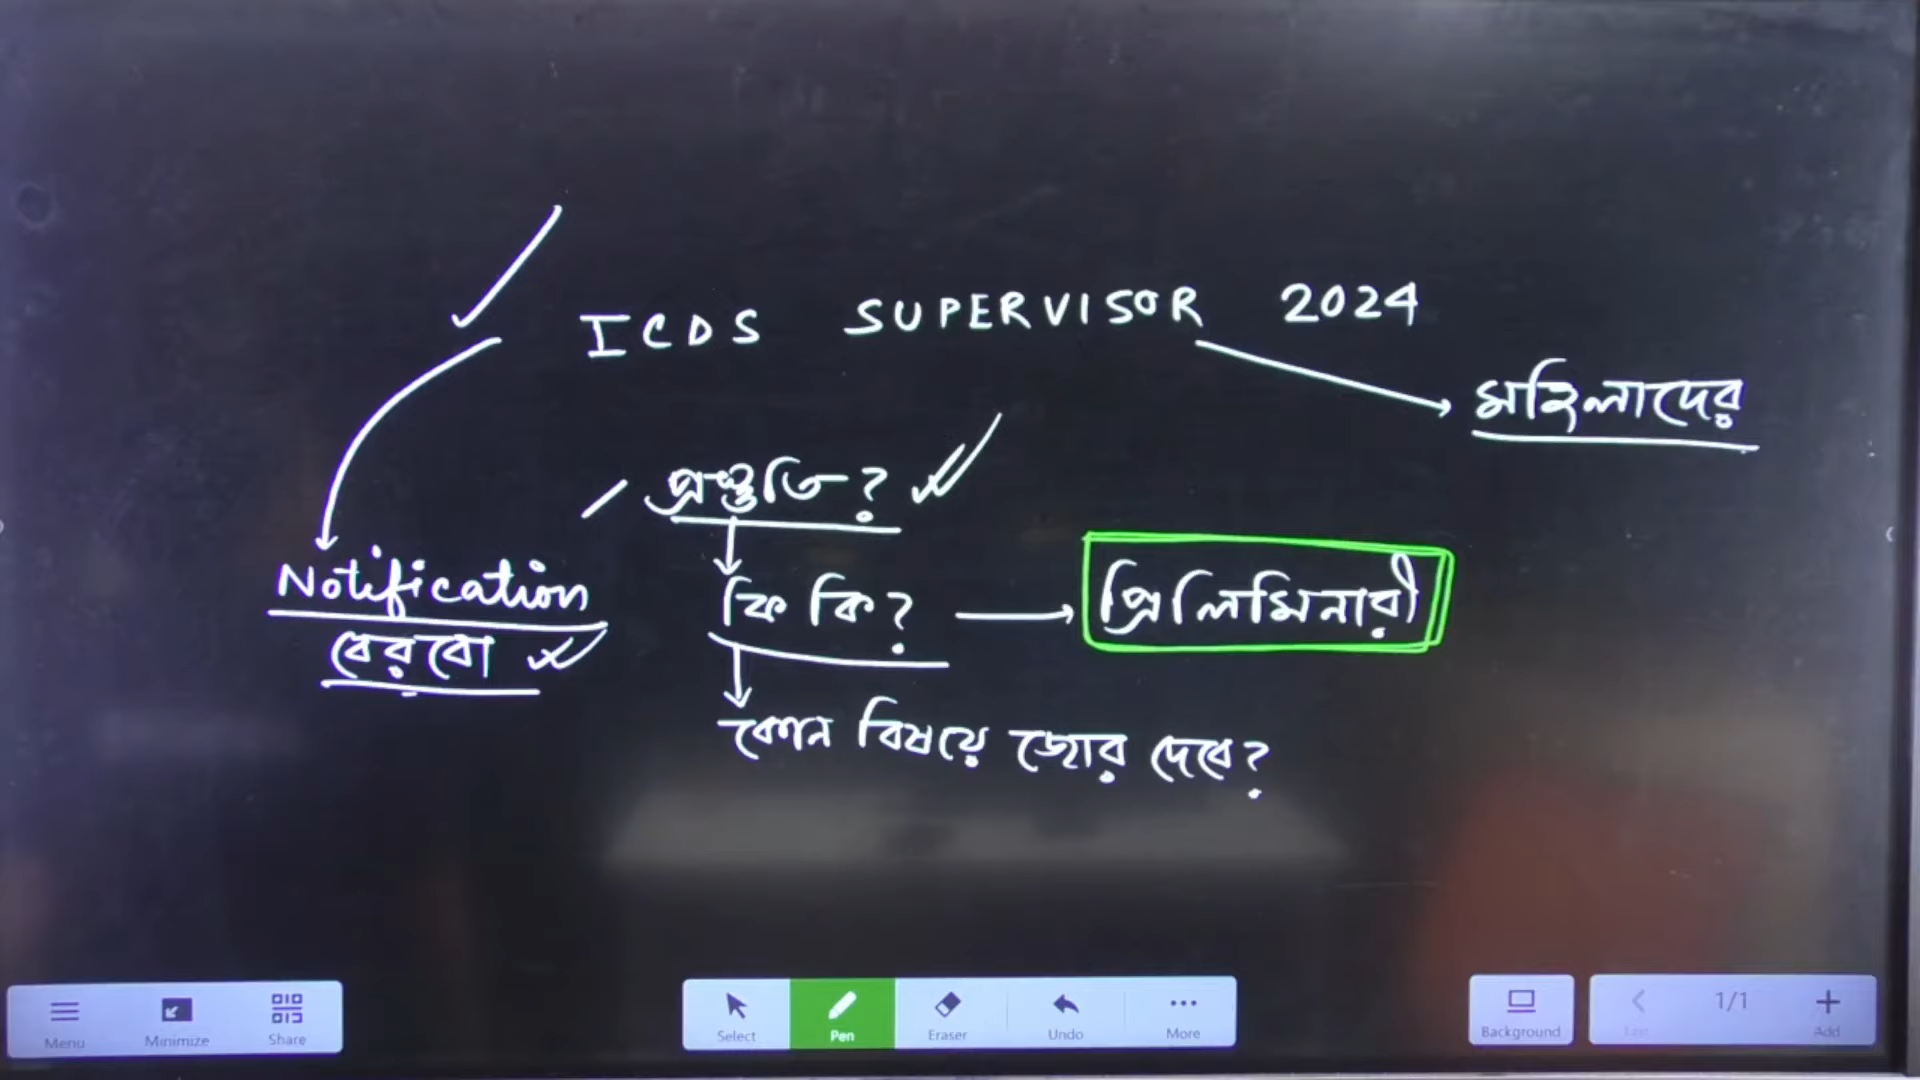 ICDS SUPERVISOR 2024
মহিলাদের
প্রস্তুতি?
Notification
বেরবো
কি কি?
প্রিলিমিনারী
কোন বিষয়ে জোর দেবে?
Menu
Minimize
Share
Select
Pen
Eraser
Undo
More
Background
1/1
Add